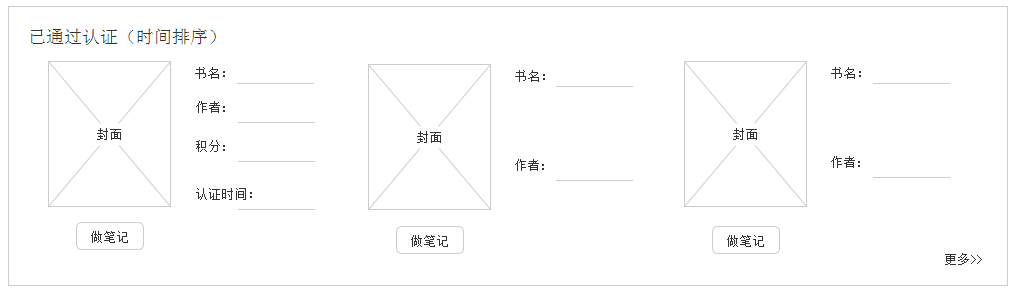 已通过认证（时间排序）
封面
书名：
作者：
积分：
认证时间：
做笔记
封面
书名：
作者：
做笔记
封面
书名：
作者：
做笔记
更多>>